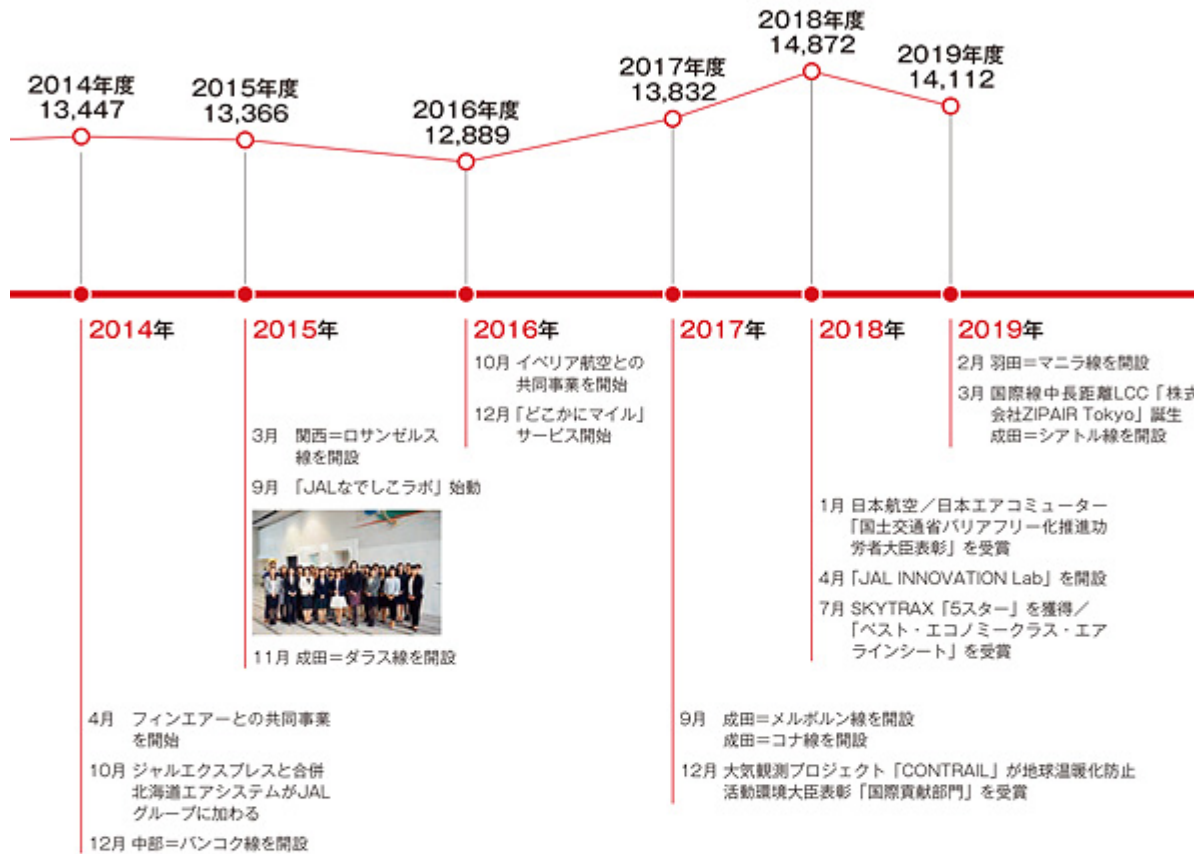 2014年度
13,447
2015年度
13,366
2016年度
12,889
2017年度
13,832
2018年度
14,872
2019年度
14,112
2014年
4月 フィンエアーとの共同事業
を開始
10月 ジャルエクスプレスと合併
北海道エアシステムがJAL
グループに加わる
12月 中部=バンコク線を開設
2015年
3月 関西=ロサンゼルス
線を開設
9月 「JALなでしこラボ」始動
11月 成田=ダラス線を開設
2016年
10月 イベリア航空との
共同事業を開始
12月「どこかにマイル」
サービス開始
2017年
9月 成田=メルボルン線を開設
成田=コナ線を開設
12月 大気観測プロジェクト「CONTRAIL」が地球温暖化防止
活動環境大臣表彰「国際貢献部門」を受賞
2018年
1月 日本航空/日本エアコミューター
「国土交通省バリアフリー化推進功
労者大臣表彰」を受賞
4月「JAL INNOVATION Lab」を開設
7月 SKYTRAX「5スター」を獲得/
「ベスト・エコノミークラス・エア
ラインシート」を受賞
2019年
2月 羽田=マニラ線を開設
3月 国際線中長距離LCC「株式
会社ZIPAIR Tokyo」誕生
成田=シアトル線を開設